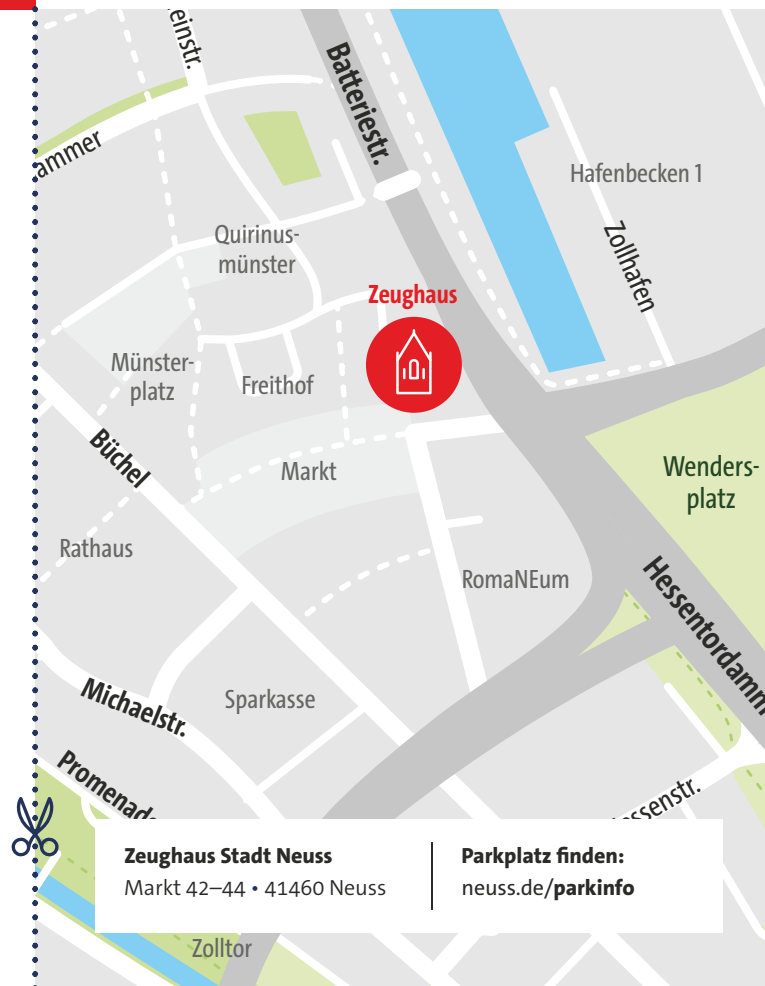 einstr.
Batteriestr.
ammer
Hafenbecken 1
Quirinus-
münster
Zollhafen
Zeughaus
Münster-
platz
Freithof
Büchel
Markt
Wenders-
platz
Rathaus
RomaNEum
Hessentordamm
Michaelstr.
Sparkasse
Promenade
essenstr.
Zeughaus Stadt Neuss
Markt 42–44 • 41460 Neuss
Parkplatz finden:
neuss.de/parkinfo
Zolltor